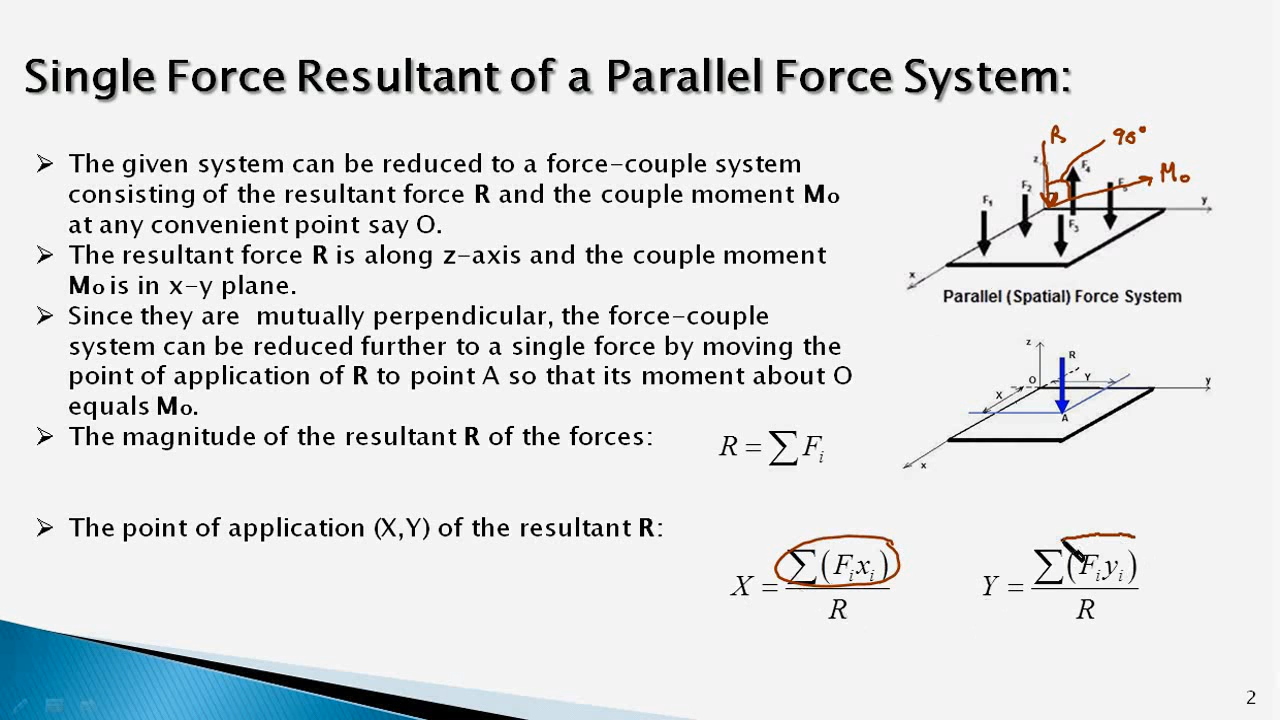 Single Force Resultant of a Parallel Force System:
➢ The given system can be reduced to a force-couple system
consisting of the resultant force R and the couple moment Mo
at any convenient point say O.
➢ The resultant force R is along z-axis and the couple moment
Mo is in x-y plane.
➢ Since they are mutually perpendicular, the force-couple
system can be reduced further to a single force by moving the
point of application of R to point A so that its moment about O
equals Mo.
➢ The magnitude of the resultant R of the forces:
R = ∑ Fi
➢ The point of application (X,Y) of the resultant R:
X = ∑(Fi xi) / R
Y = ∑(Fi yi) / R
R
90°
Mo
z
F4
F2
F1
F3
y
x
Parallel (Spatial) Force System
z
R
O
Y
y
X
A
x
2